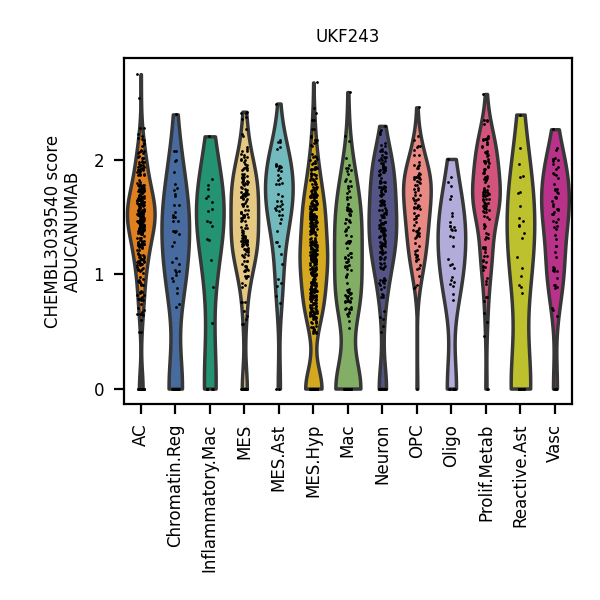 UKF243
CHEMBL3039540 score
ADUCANUMAB
2
1
0
AC
Chromatin.Reg
Inflammatory.Mac
MES
MES.Ast
MES.Hyp
Mac
Neuron
OPC
Oligo
Prolif.Metab
Reactive.Ast
Vasc